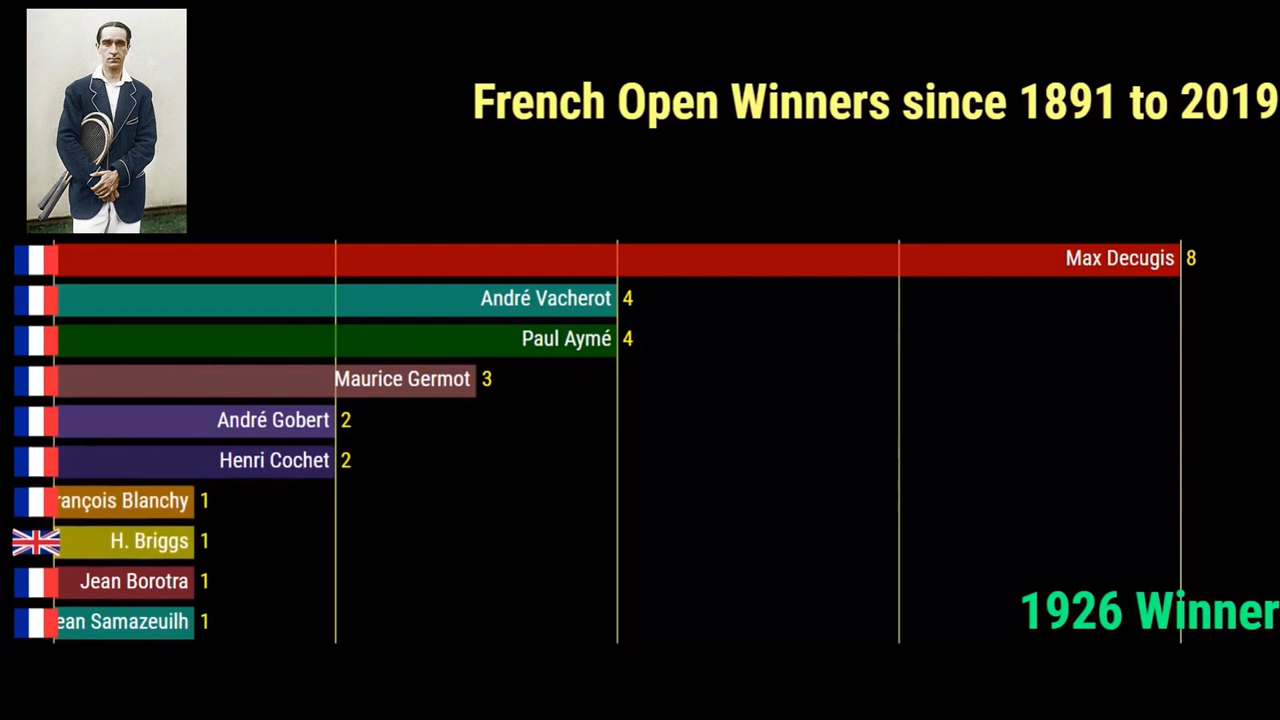 French Open Winners since 1891 to 2019
Max Decugis 8
André Vacherot 4
Paul Aymé 4
Maurice Germot 3
André Gobert 2
Henri Cochet 2
rançois Blanchy 1
H. Briggs 1
Jean Borotra 1
ean Samazeuilh 1
1926 Winner